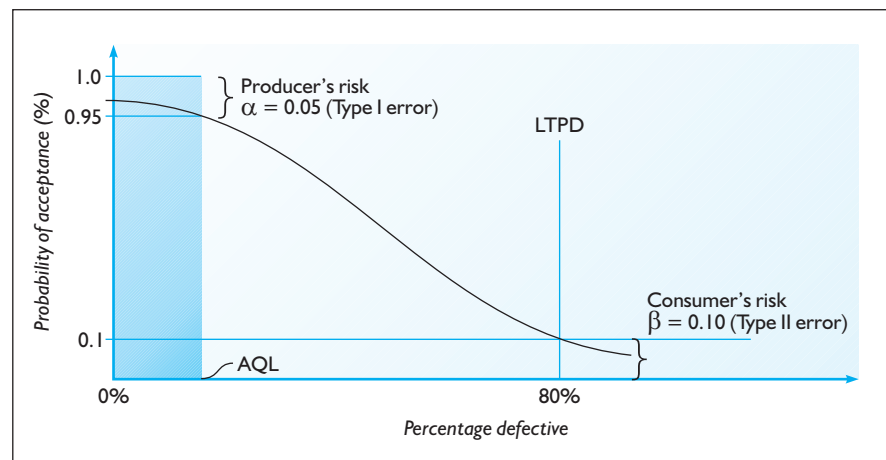 1.0
Producer's risk
α = 0.05 (Type I error)
0.95
LTPD
Probability of acceptance (%)
Consumer's risk
β = 0.10 (Type II error)
0.1
AQL
0%
80%
Percentage defective